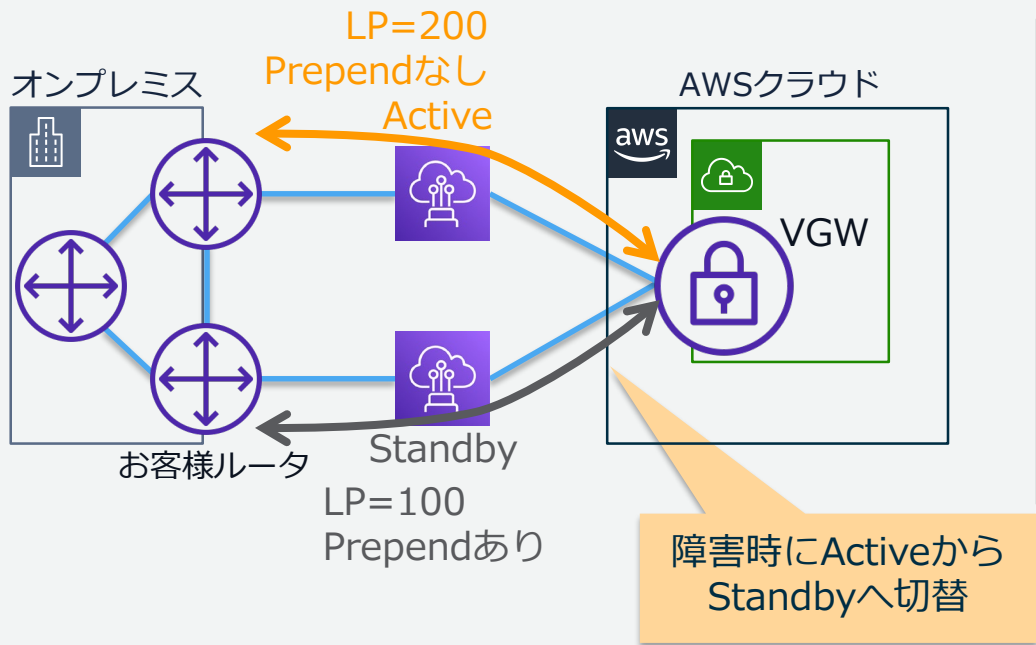 LP=200
Prependなし
Active
オンプレミス
AWSクラウド
aws
VGW
お客様ルータ
Standby
LP=100
Prependあり
障害時にActiveから
Standbyへ切替